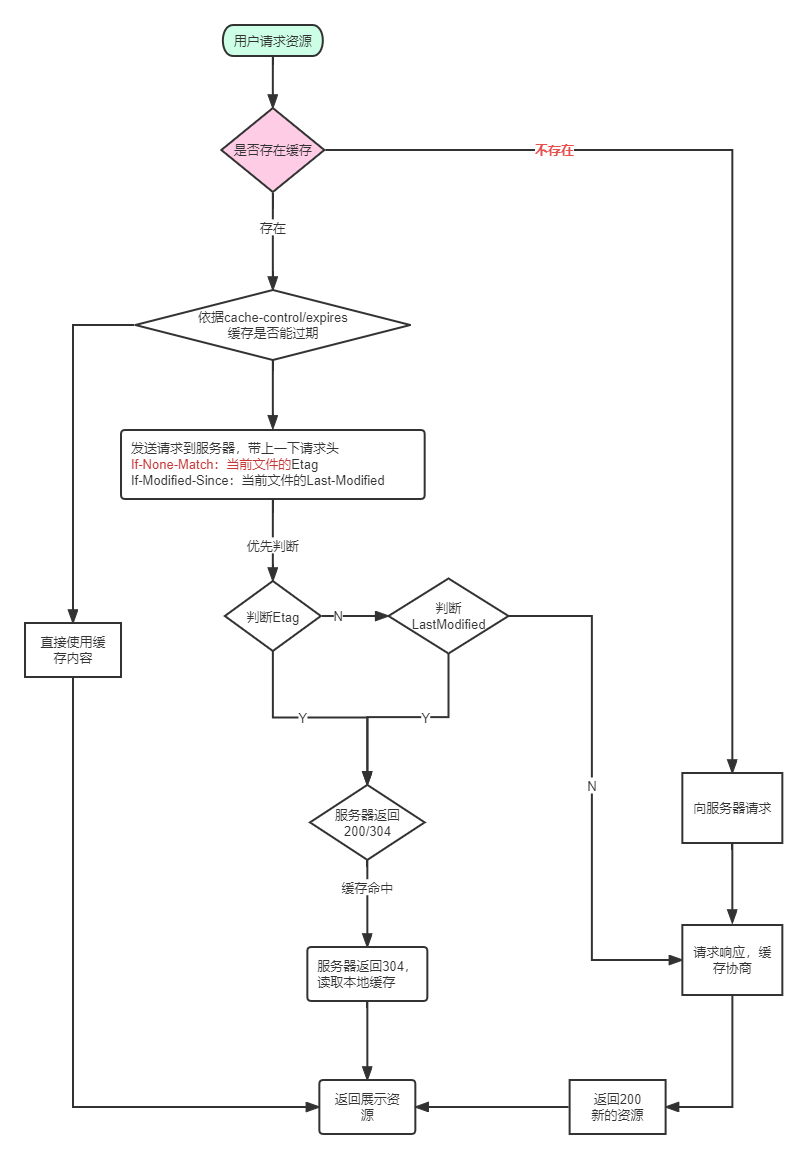 用户请求资源
是否存在缓存
不存在
存在
依据cache-control/expires
缓存是否能过期
发送请求到服务器，带上一下请求头
If-None-Match：当前文件的Etag
If-Modified-Since：当前文件的Last-Modified
优先判断
判断Etag
N
判断
LastModified
直接使用缓
存内容
Y
Y
N
向服务器请求
服务器返回
200/304
缓存命中
服务器返回304，
读取本地缓存
请求响应，缓
存协商
返回展示资
源
返回200
新的资源